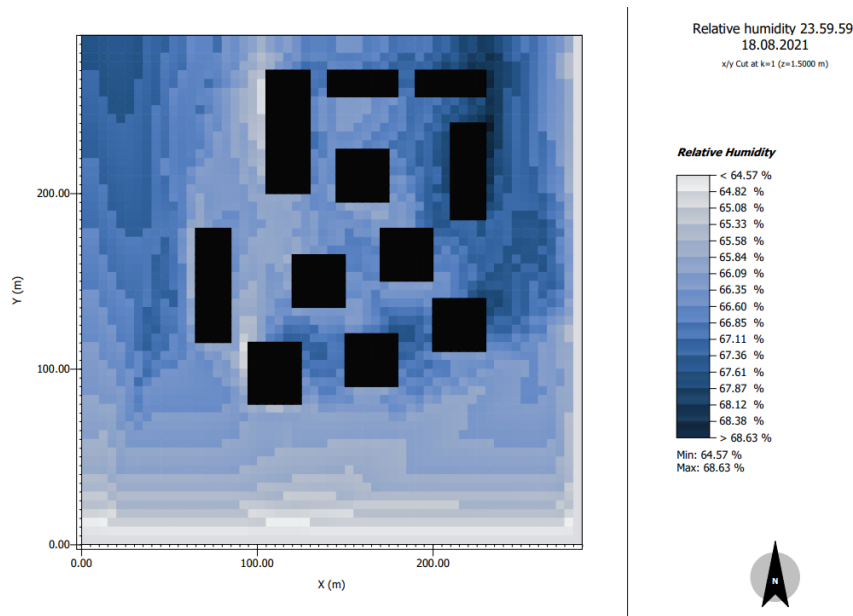 Relative humidity 23.59.59
18.08.2021
x/y Cut at k=1 (z=1.5000 m)
Relative Humidity
< 64.57 %
64.82 %
65.08 %
65.33 %
65.58 %
65.84 %
66.09 %
66.35 %
66.60 %
66.85 %
67.11 %
67.36 %
67.61 %
67.87 %
68.12 %
68.38 %
> 68.63 %
Min: 64.57 %
Max: 68.63 %
N
Y (m)
200.00
100.00
0.00
0.00 100.00 200.00
X (m)